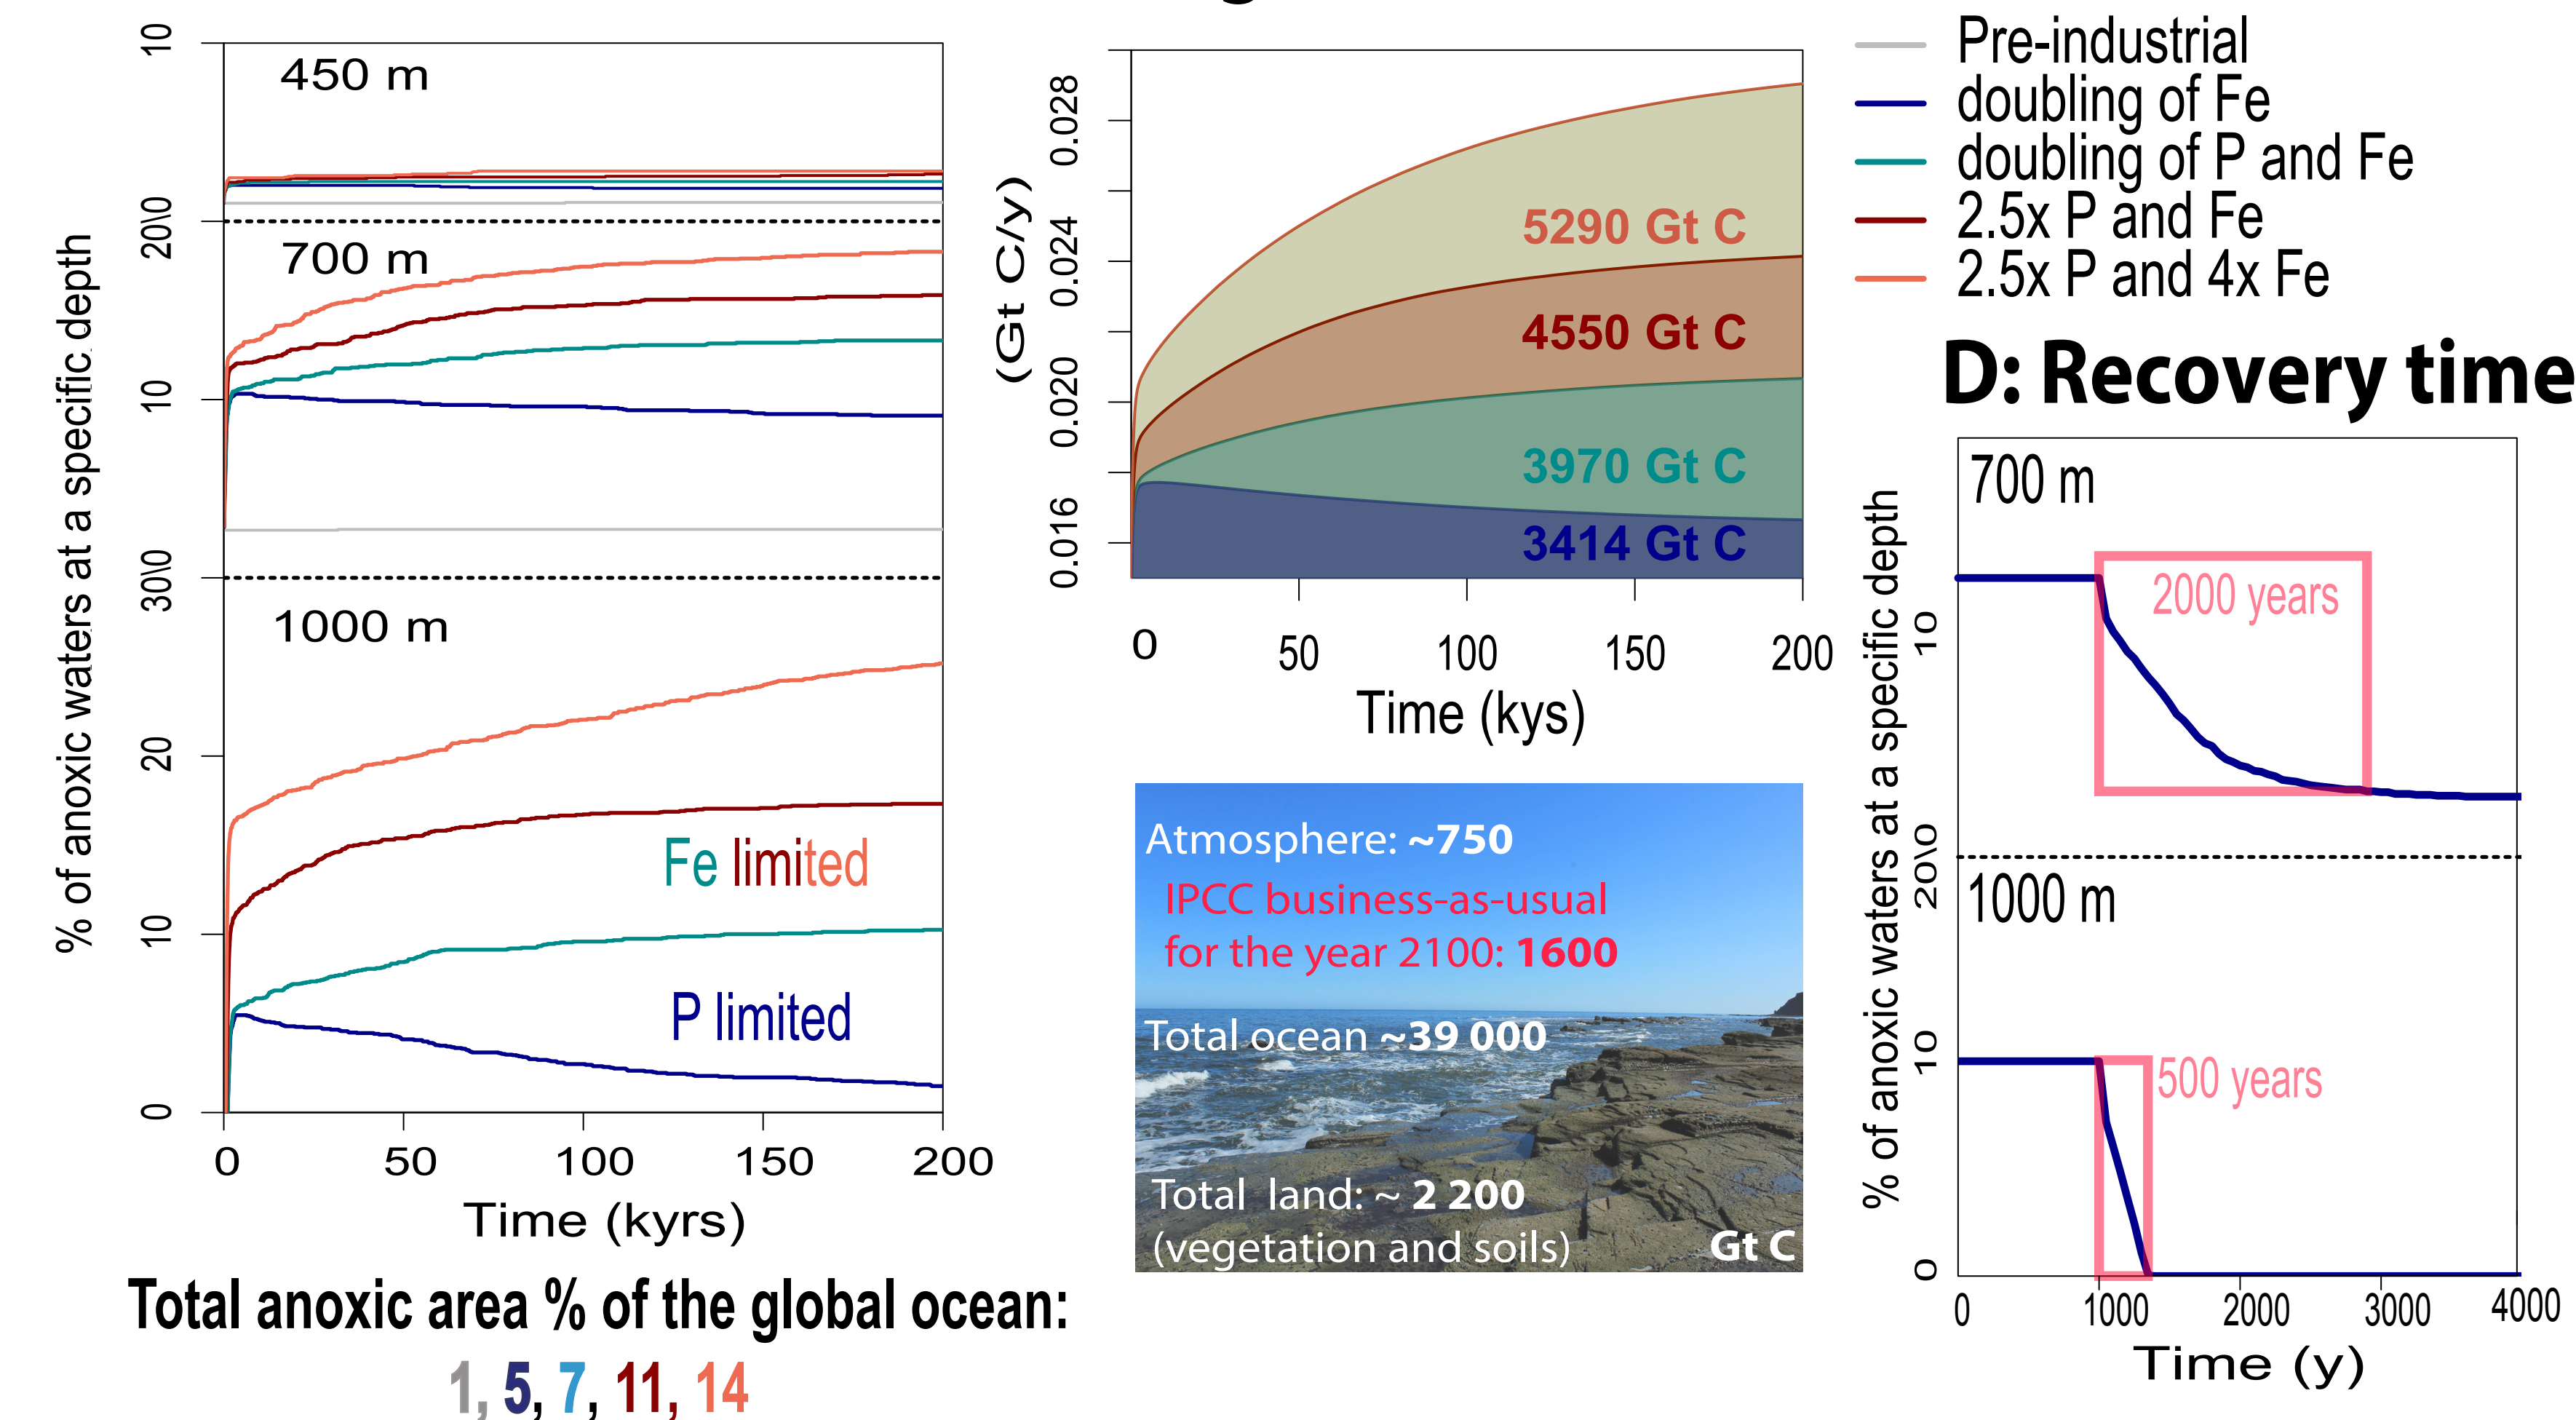 % of anoxic waters at a specific depth
10
450 m
20\0
700 m
10
30\0
1000 m
20
10
0
Fe limited
P limited
0 50 100 150 200
Time (kyrs)
Total anoxic area % of the global ocean:
1, 5, 7, 11, 14
(Gt C/y)
0.028
0.024
0.020
0.016
5290 Gt C
4550 Gt C
3970 Gt C
3414 Gt C
0 50 100 150 200
Time (kys)
Atmosphere: ~750
IPCC business-as-usual
for the year 2100: 1600
Total ocean ~39 000
Total land: ~ 2 200
(vegetation and soils)
Gt C
Pre-industrial
doubling of Fe
doubling of P and Fe
2.5x P and Fe
2.5x P and 4x Fe
D: Recovery time
% of anoxic waters at a specific depth
700 m
2000 years
10
20\0
1000 m
10
500 years
0
0 1000 2000 3000 4000
Time (y)